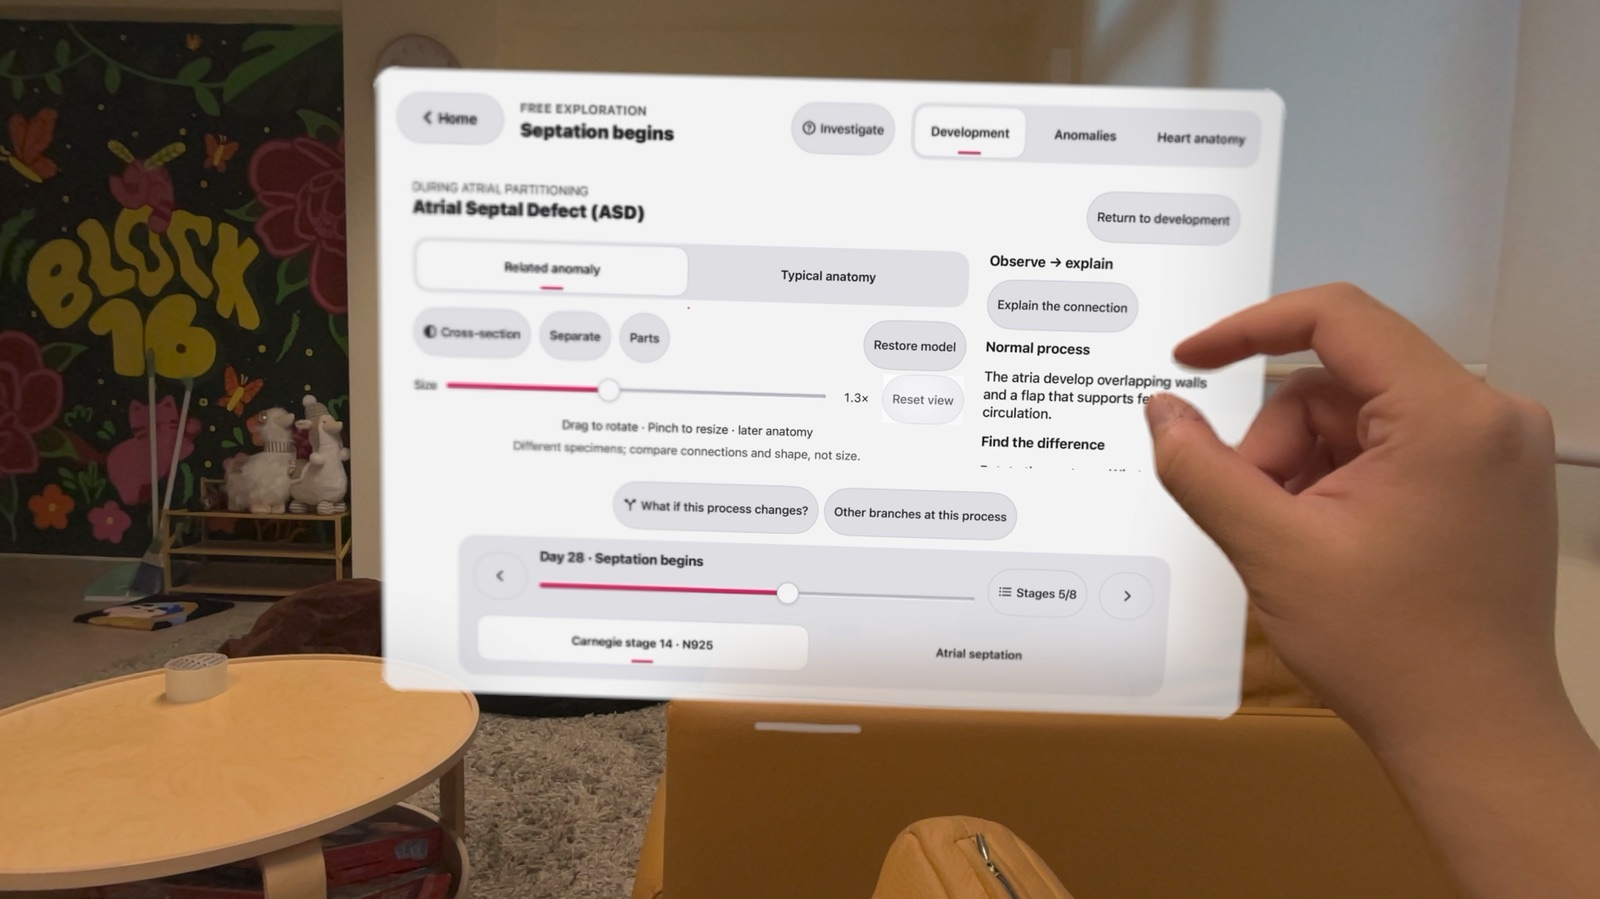 BLOCK
16
Home
FREE EXPLORATION
Septation begins
Investigate
Development
Anomalies
Heart anatomy
DURING ATRIAL PARTITIONING
Atrial Septal Defect (ASD)
Return to development
Related anomaly
Typical anatomy
Observe → explain
Explain the connection
Cross-section
Separate
Parts
Restore model
Normal process
Size
1.3×
Reset view
The atria develop overlapping walls
and a flap that supports
circulation.
Drag to rotate · Pinch to resize · later anatomy
Different specimens; compare connections and shape, not size.
Find the difference
What if this process changes?
Other branches at this process
Day 28 · Septation begins
Stages 5/8
Carnegie stage 14 · N925
Atrial septation